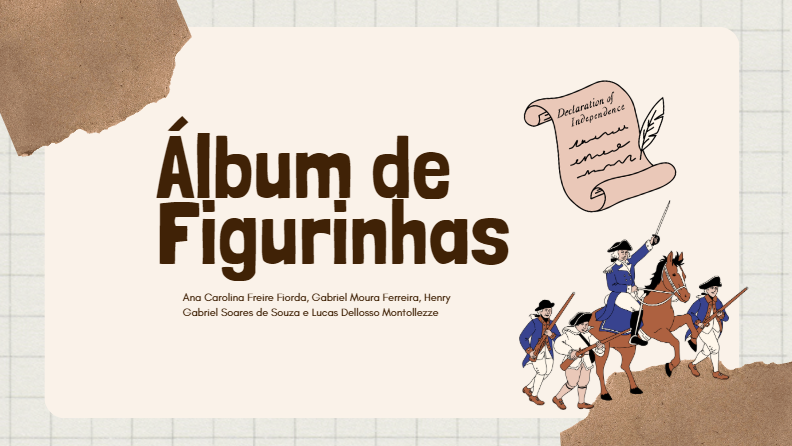 Álbum de
Figurinhas
Ana Carolina Freire Fiorda, Gabriel Moura Ferreira, Henry
Gabriel Soares de Souza e Lucas Dellosso Montollezze
Declaration of
Independence